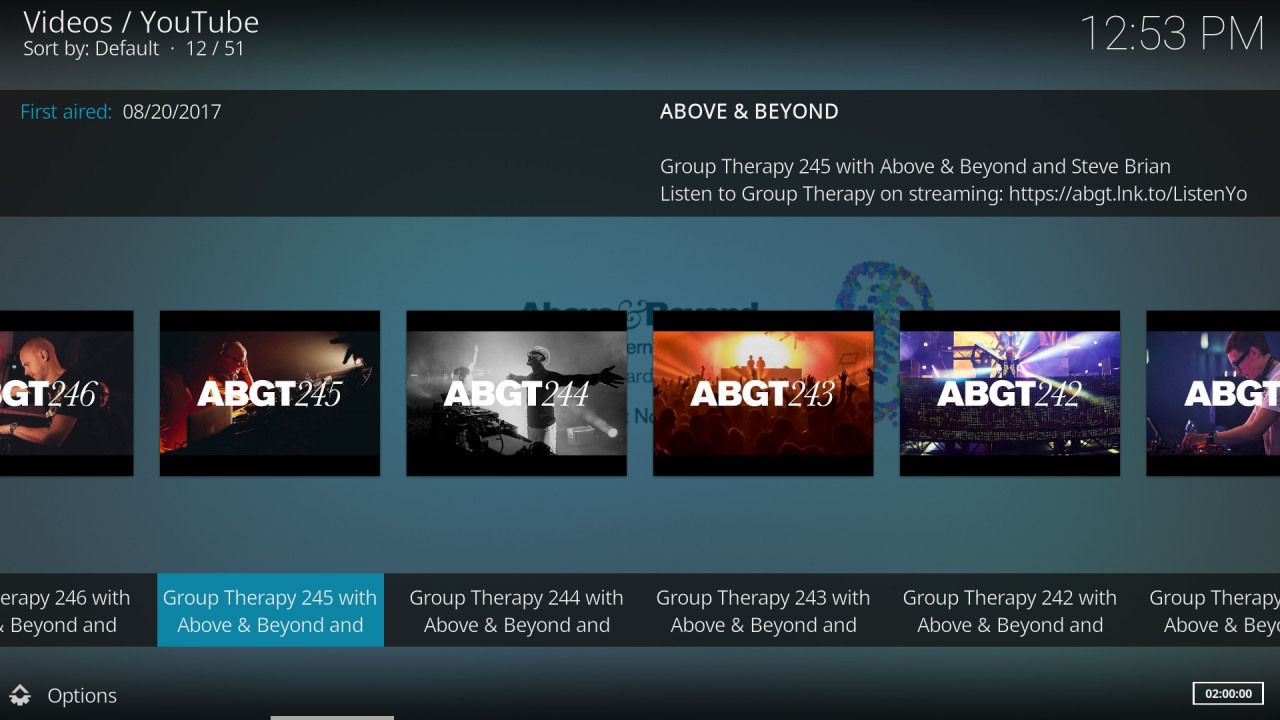 Videos / YouTube
Sort by: Default · 12 / 51
12:53 PM
First aired: 08/20/2017
ABOVE & BEYOND
Group Therapy 245 with Above & Beyond and Steve Brian
Listen to Group Therapy on streaming: https://abgt.lnk.to/ListenYo
Above & Beyond
GT246
ABGT245
ABGT244
ABGT243
ABGT242
ABGT
erapy 246 with
& Beyond and
Group Therapy 245 with
Above & Beyond and
Group Therapy 244 with
Above & Beyond and
Group Therapy 243 with
Above & Beyond and
Group Therapy 242 with
Above & Beyond and
Group Therapy
Above & Beyo
Options
02:00:00